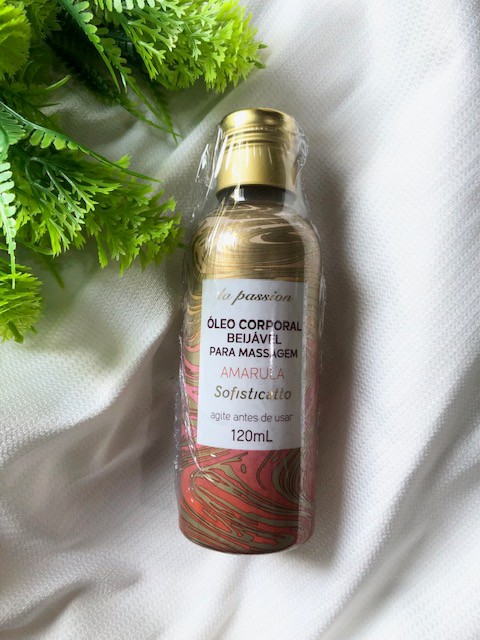 la passion
ÓLEO CORPORAL
BEIJÁVEL
PARA MASSAGEM
AMARULA
Sofisticatto
agite antes de usar
120mL